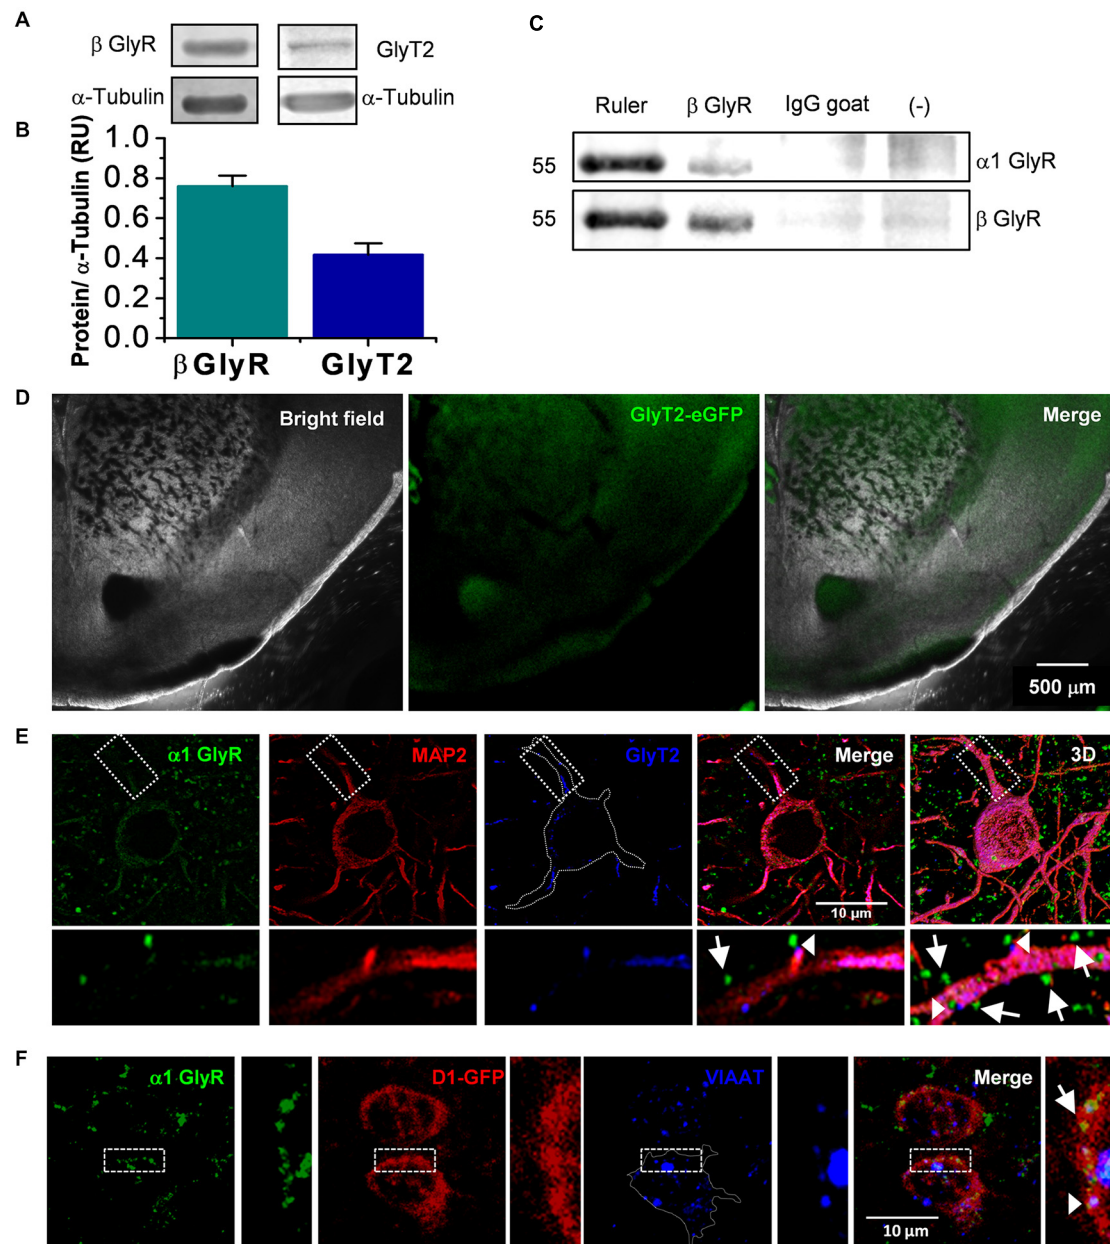 A
β GlyR
GlyT2
α-Tubulin
α-Tubulin
B
Protein/ α-Tubulin (RU)
1.0
0.8
0.6
0.4
0.2
0.0
β GlyR
GlyT2
C
Ruler
β GlyR
IgG goat
(-)
55
α1 GlyR
55
β GlyR
D
Bright field
GlyT2-eGFP
Merge
500 μm
E
α1 GlyR
MAP2
GlyT2
Merge
3D
10 μm
F
α1 GlyR
D1-GFP
VIAAT
Merge
10 μm